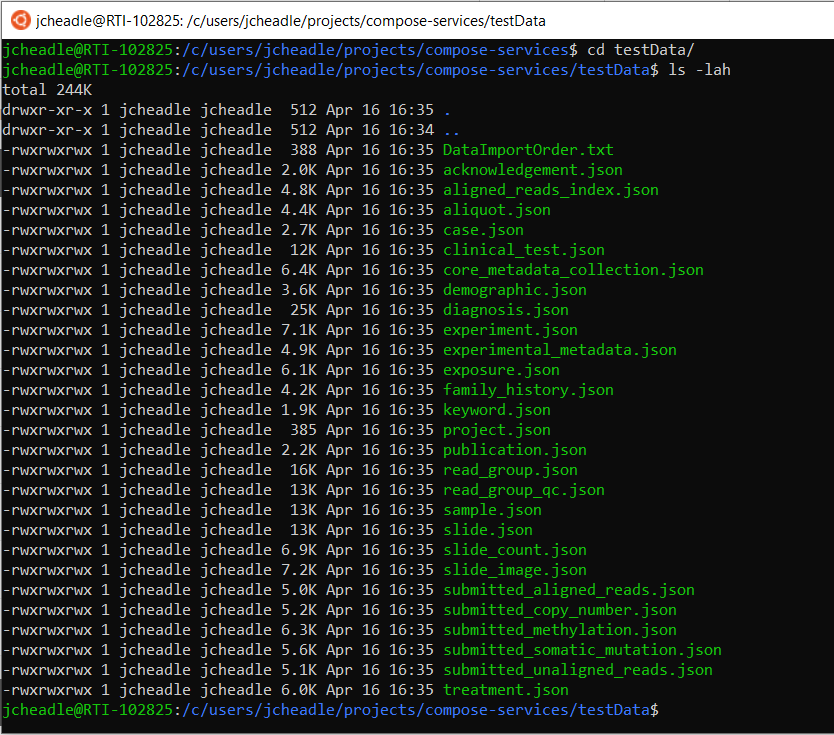 jcheadle@RTI-102825: /c/users/jcheadle/projects/compose-services/testData
jcheadle@RTI-102825:/c/users/jcheadle/projects/compose-services$ cd testData/
jcheadle@RTI-102825:/c/users/jcheadle/projects/compose-services/testData$ ls -lah
total 244K
drwxr-xr-x 1 jcheadle jcheadle  512 Apr 16 16:35 .
drwxr-xr-x 1 jcheadle jcheadle  512 Apr 16 16:34 ..
-rwxrwxrwx 1 jcheadle jcheadle  388 Apr 16 16:35 DataImportOrder.txt
-rwxrwxrwx 1 jcheadle jcheadle 2.0K Apr 16 16:35 acknowledgement.json
-rwxrwxrwx 1 jcheadle jcheadle 4.8K Apr 16 16:35 aligned_reads_index.json
-rwxrwxrwx 1 jcheadle jcheadle 4.4K Apr 16 16:35 aliquot.json
-rwxrwxrwx 1 jcheadle jcheadle 2.7K Apr 16 16:35 case.json
-rwxrwxrwx 1 jcheadle jcheadle  12K Apr 16 16:35 clinical_test.json
-rwxrwxrwx 1 jcheadle jcheadle 6.4K Apr 16 16:35 core_metadata_collection.json
-rwxrwxrwx 1 jcheadle jcheadle 3.6K Apr 16 16:35 demographic.json
-rwxrwxrwx 1 jcheadle jcheadle  25K Apr 16 16:35 diagnosis.json
-rwxrwxrwx 1 jcheadle jcheadle 7.1K Apr 16 16:35 experiment.json
-rwxrwxrwx 1 jcheadle jcheadle 4.9K Apr 16 16:35 experimental_metadata.json
-rwxrwxrwx 1 jcheadle jcheadle 6.1K Apr 16 16:35 exposure.json
-rwxrwxrwx 1 jcheadle jcheadle 4.2K Apr 16 16:35 family_history.json
-rwxrwxrwx 1 jcheadle jcheadle 1.9K Apr 16 16:35 keyword.json
-rwxrwxrwx 1 jcheadle jcheadle  385 Apr 16 16:35 project.json
-rwxrwxrwx 1 jcheadle jcheadle 2.2K Apr 16 16:35 publication.json
-rwxrwxrwx 1 jcheadle jcheadle  16K Apr 16 16:35 read_group.json
-rwxrwxrwx 1 jcheadle jcheadle  13K Apr 16 16:35 read_group_qc.json
-rwxrwxrwx 1 jcheadle jcheadle  13K Apr 16 16:35 sample.json
-rwxrwxrwx 1 jcheadle jcheadle  13K Apr 16 16:35 slide.json
-rwxrwxrwx 1 jcheadle jcheadle 6.9K Apr 16 16:35 slide_count.json
-rwxrwxrwx 1 jcheadle jcheadle 7.2K Apr 16 16:35 slide_image.json
-rwxrwxrwx 1 jcheadle jcheadle 5.0K Apr 16 16:35 submitted_aligned_reads.json
-rwxrwxrwx 1 jcheadle jcheadle 5.2K Apr 16 16:35 submitted_copy_number.json
-rwxrwxrwx 1 jcheadle jcheadle 6.3K Apr 16 16:35 submitted_methylation.json
-rwxrwxrwx 1 jcheadle jcheadle 5.6K Apr 16 16:35 submitted_somatic_mutation.json
-rwxrwxrwx 1 jcheadle jcheadle 5.1K Apr 16 16:35 submitted_unaligned_reads.json
-rwxrwxrwx 1 jcheadle jcheadle 6.0K Apr 16 16:35 treatment.json
jcheadle@RTI-102825:/c/users/jcheadle/projects/compose-services/testData$